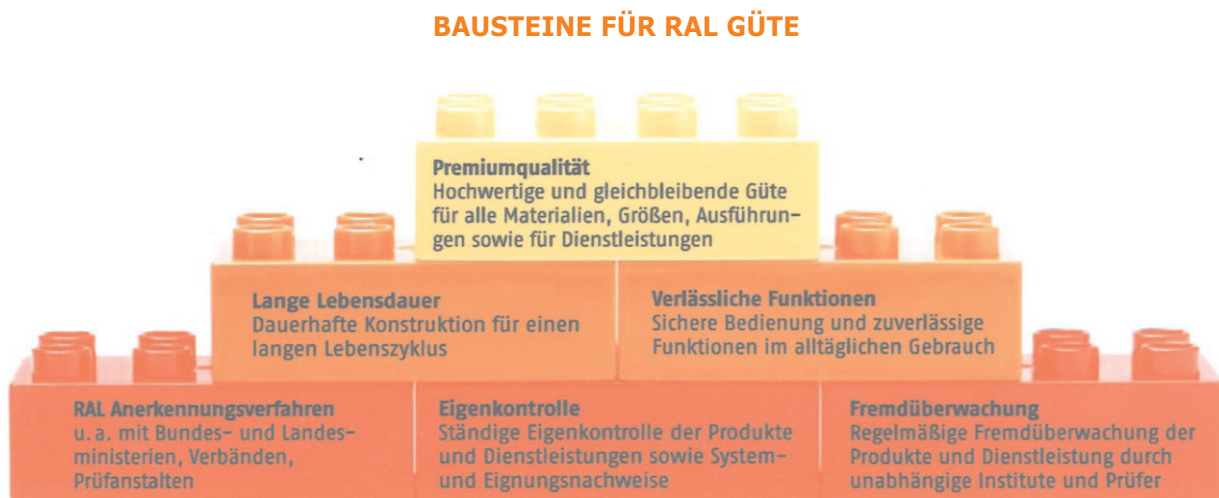 BAUSTEINE FÜR RAL GÜTE
Premiumqualität
Hochwertige und gleichbleibende Güte
für alle Materialien, Größen, Ausführun-
gen sowie für Dienstleistungen
Lange Lebensdauer
Dauerhafte Konstruktion für einen
langen Lebenszyklus
Verlässliche Funktionen
Sichere Bedienung und zuverlässige
Funktionen im alltäglichen Gebrauch
RAL Anerkennungsverfahren
u. a. mit Bundes- und Landes-
ministerien, Verbänden,
Prüfanstalten
Eigenkontrolle
Ständige Eigenkontrolle der Produkte
und Dienstleistungen sowie System-
und Eignungsnachweise
Fremdüberwachung
Regelmäßige Fremdüberwachung der
Produkte und Dienstleistung durch
unabhängige Institute und Prüfer